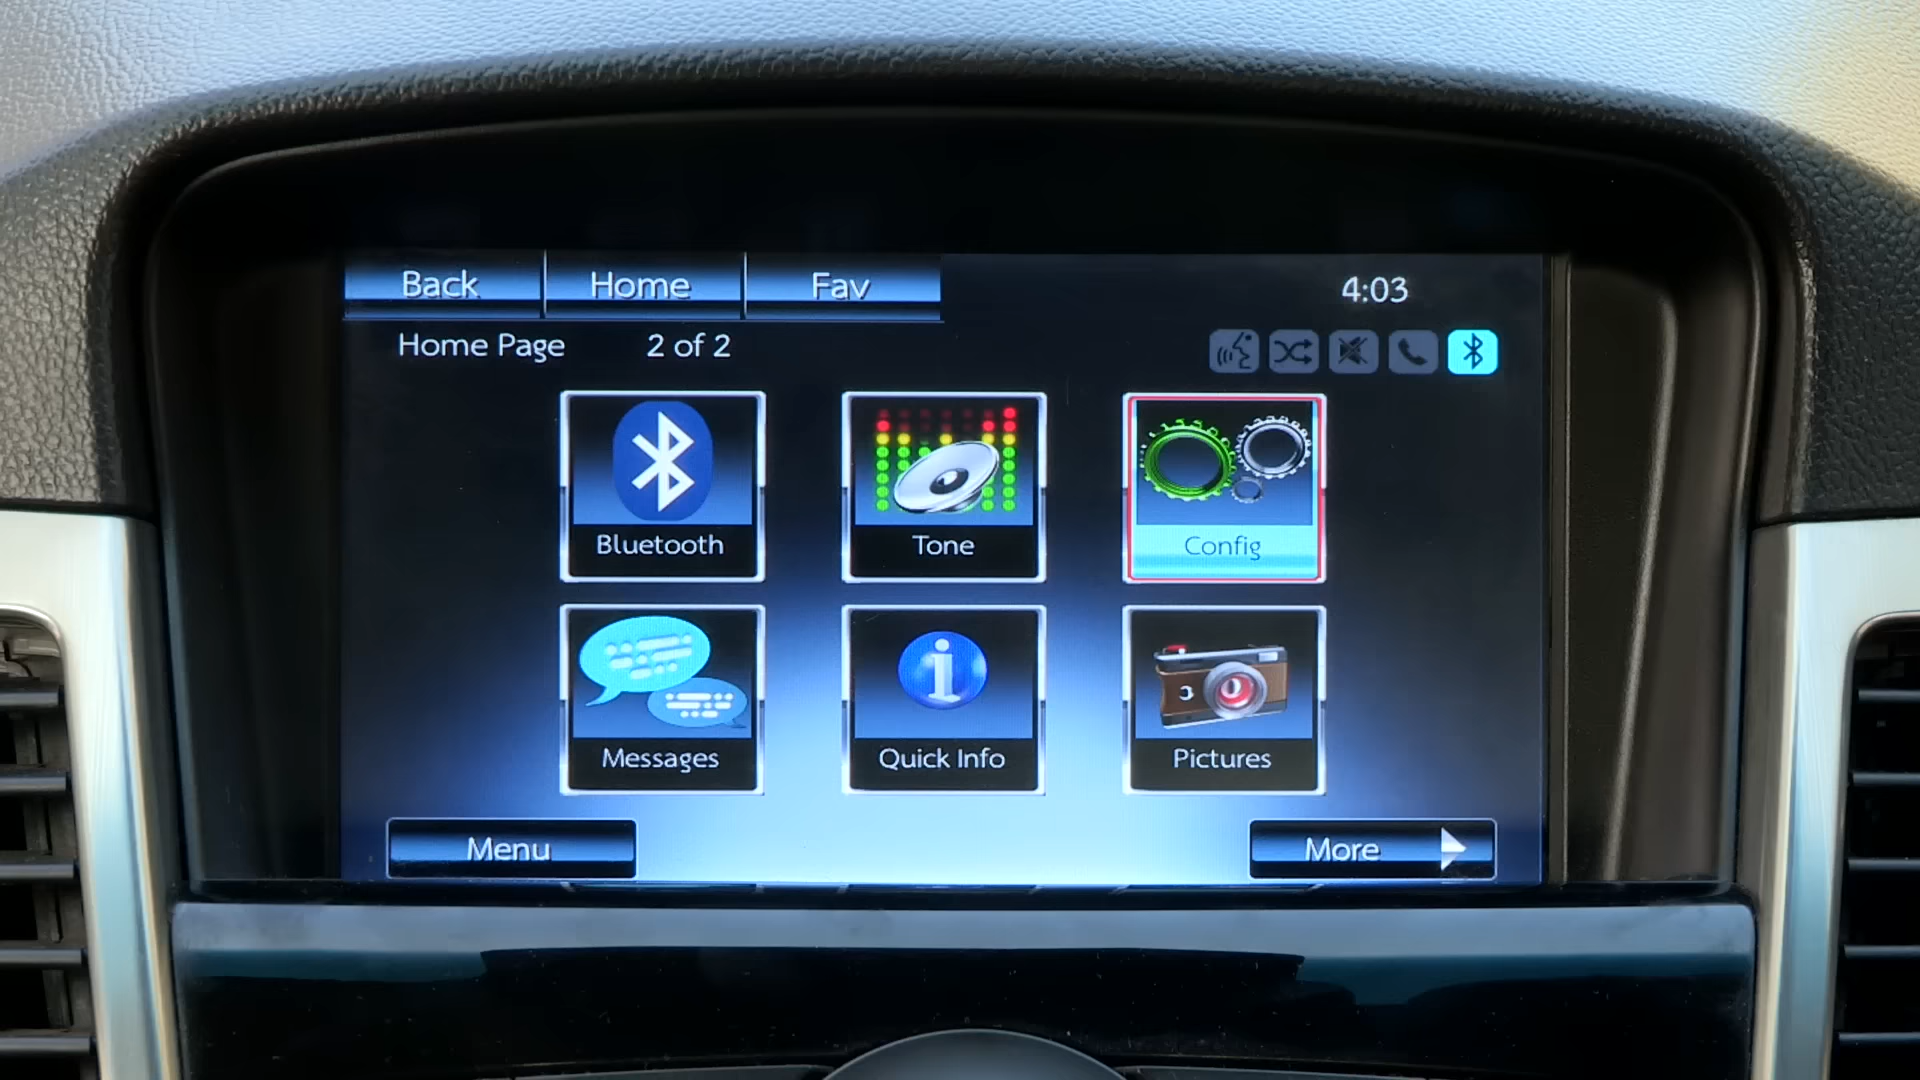 Back Home Fav 4:03
Home Page 2 of 2
Bluetooth Tone Config
Messages Quick Info Pictures
Menu More